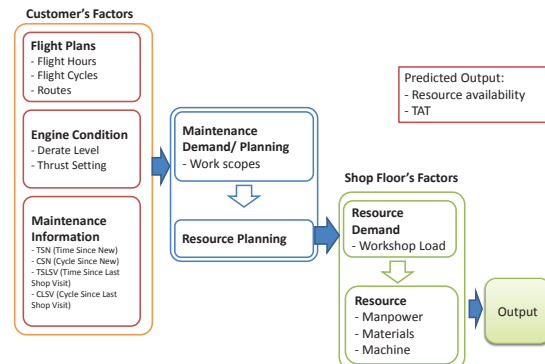 Customer's Factors
Flight Plans
- Flight Hours
- Flight Cycles
- Routes
Engine Condition
- Derate Level
- Thrust Setting
Maintenance
Information
- TSN (Time Since New)
- CSN (Cycle Since New)
- TSLSV (Time Since Last
Shop Visit)
- CLSV (Cycle Since Last
Shop Visit)
Maintenance
Demand/ Planning
- Work scopes
Resource Planning
Shop Floor's Factors
Resource
Demand
- Workshop Load
Resource
- Manpower
- Materials
- Machine
Predicted Output:
- Resource availability
- TAT
Output